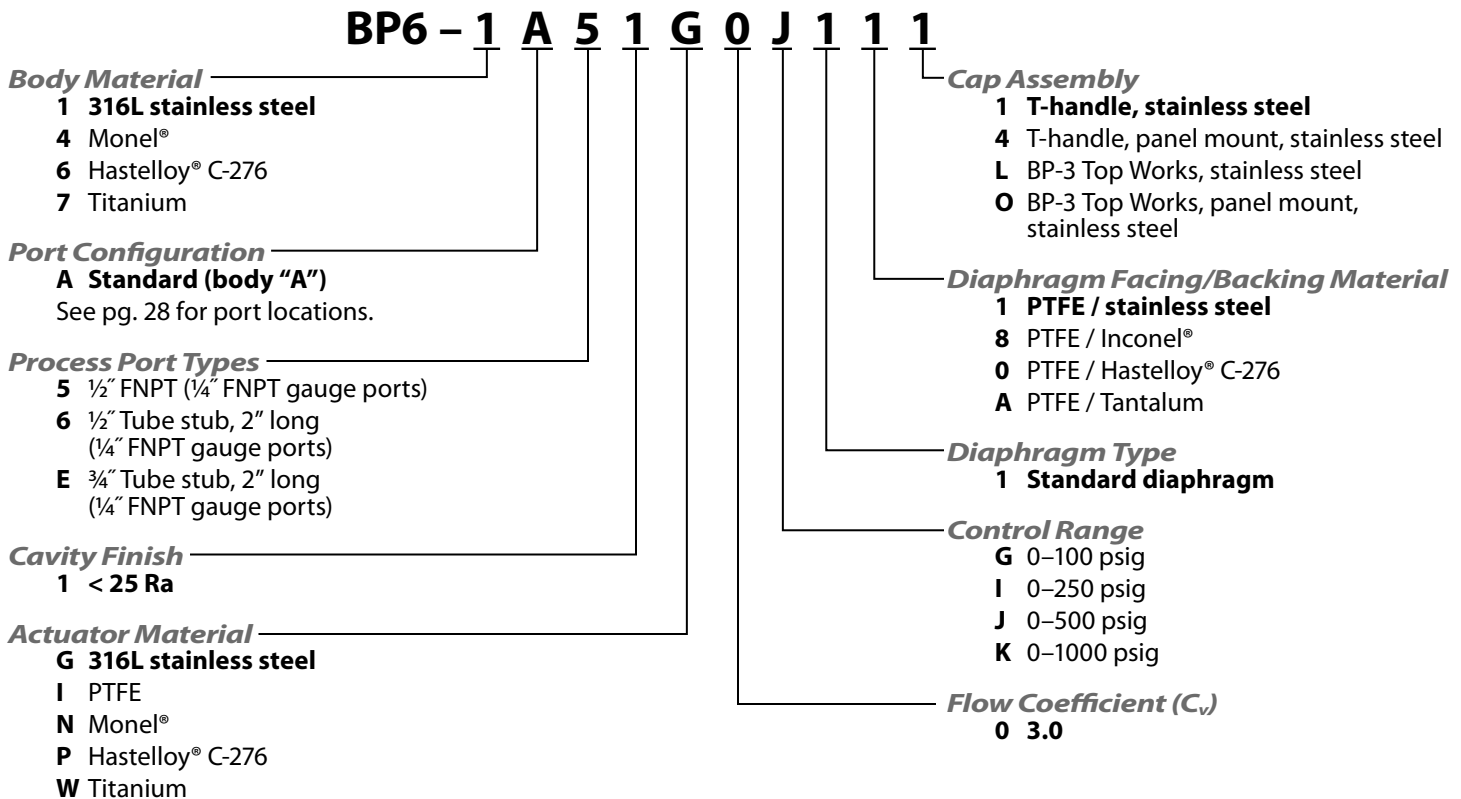 BP6 – 1 A 5 1 G 0 J 1 1 1
Body Material
1 316L stainless steel
4 Monel®
6 Hastelloy® C-276
7 Titanium
Port Configuration
A Standard (body “A”)
See pg. 28 for port locations.
Process Port Types
5 ½˝ FNPT (¼˝ FNPT gauge ports)
6 ½˝ Tube stub, 2” long
(¼˝ FNPT gauge ports)
E ¾˝ Tube stub, 2” long
(¼˝ FNPT gauge ports)
Cavity Finish
1 < 25 Ra
Actuator Material
G 316L stainless steel
I PTFE
N Monel®
P Hastelloy® C-276
W Titanium
Cap Assembly
1 T-handle, stainless steel
4 T-handle, panel mount, stainless steel
L BP-3 Top Works, stainless steel
O BP-3 Top Works, panel mount,
stainless steel
Diaphragm Facing/Backing Material
1 PTFE / stainless steel
8 PTFE / Inconel®
0 PTFE / Hastelloy® C-276
A PTFE / Tantalum
Diaphragm Type
1 Standard diaphragm
Control Range
G 0–100 psig
I 0–250 psig
J 0–500 psig
K 0–1000 psig
Flow Coefficient (Cv)
0 3.0